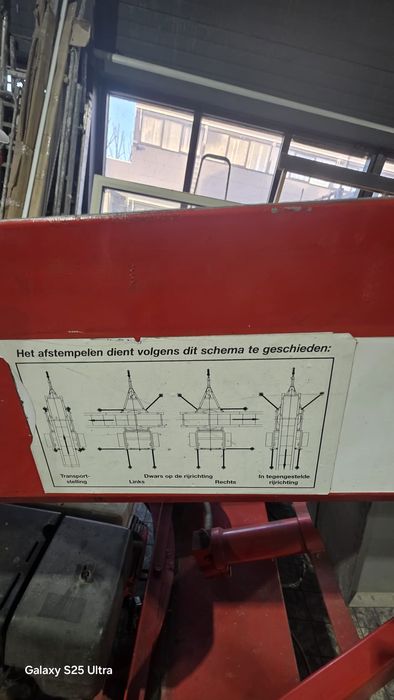 Het afstempelen dient volgens dit schema te geschieden:
Transport-
stelling
Dwars op de rijrichting
Links
Rechts
In tegengestelde
rijrichting
Galaxy S25 Ultra